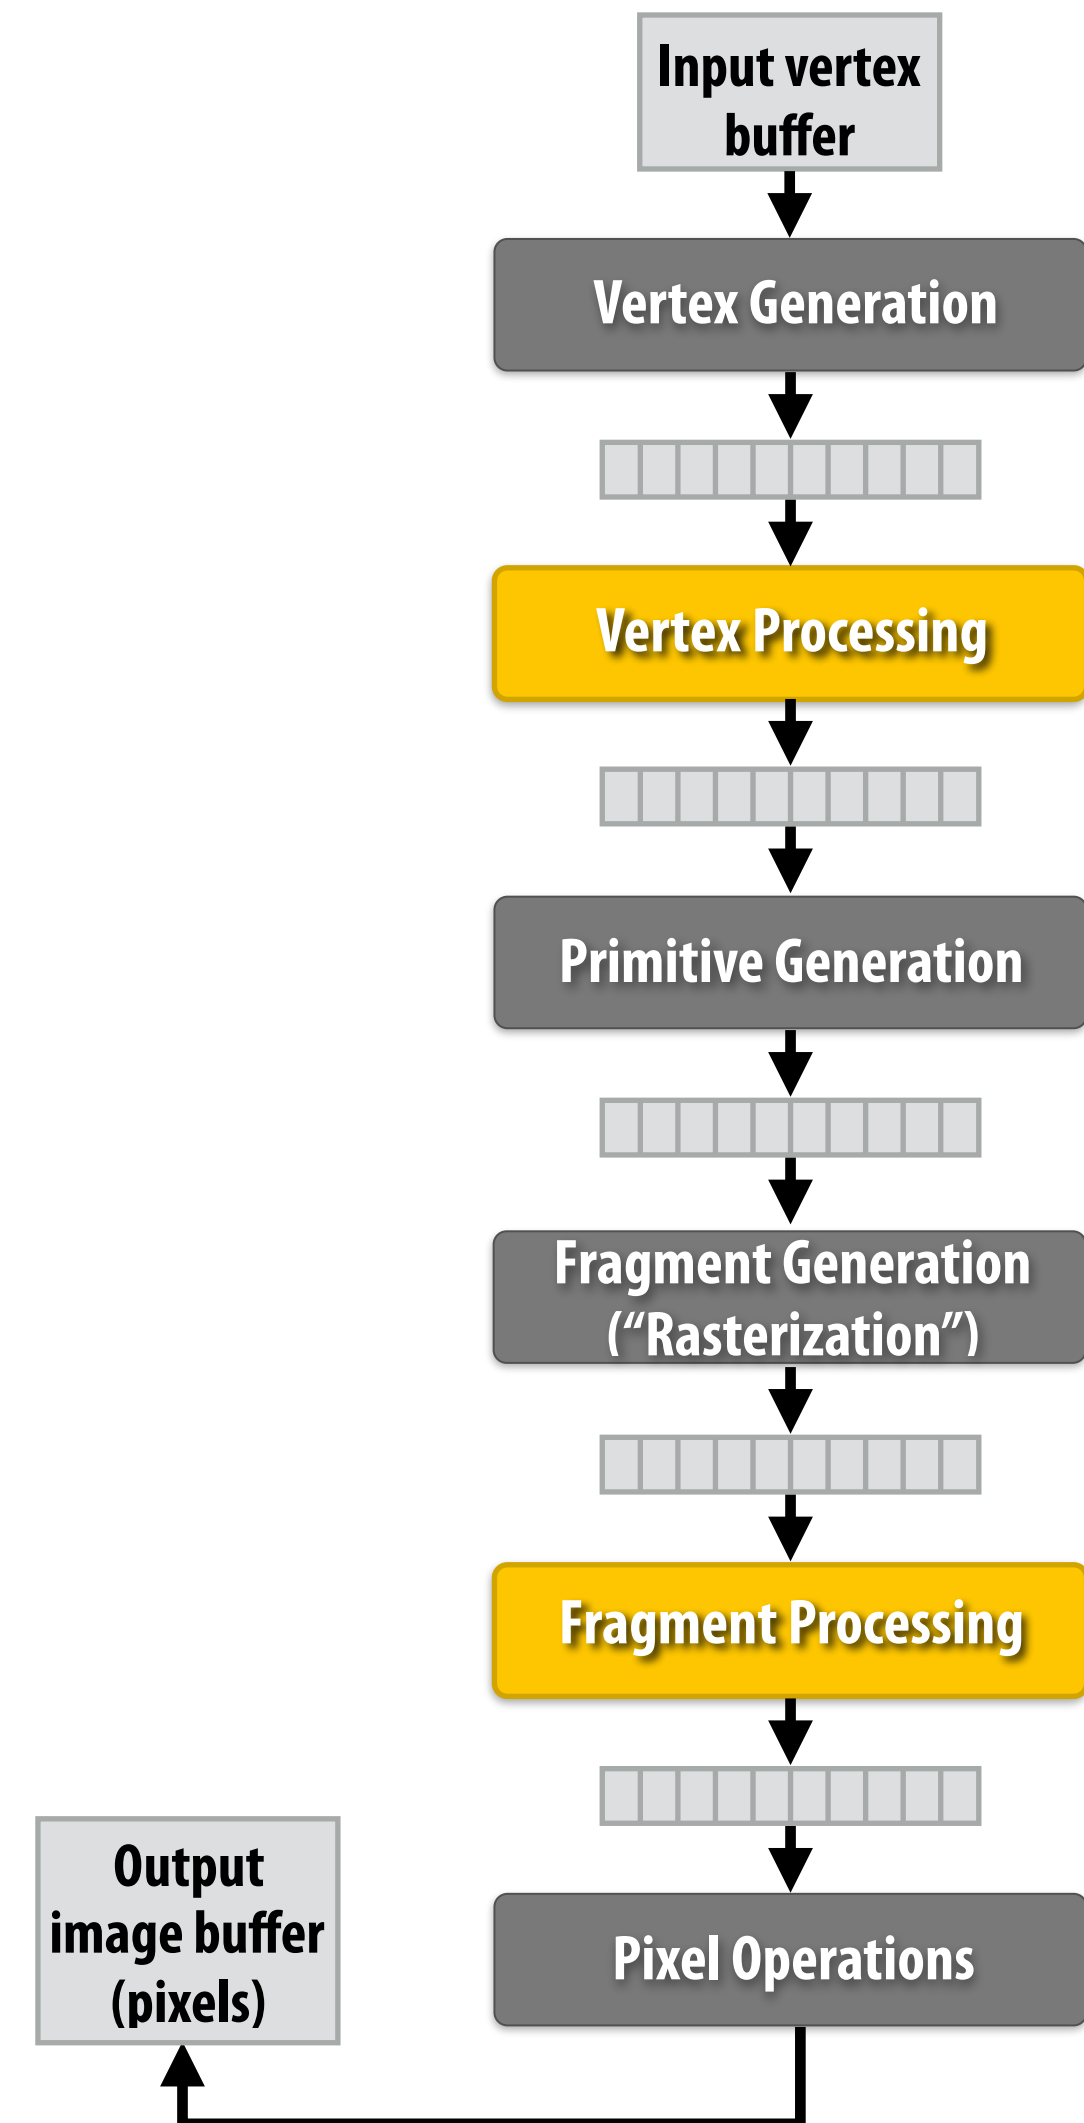 Input vertex
buffer
Vertex Generation
Vertex Processing
Primitive Generation
Fragment Generation
(“Rasterization”)
Fragment Processing
Output
image buffer
(pixels)
Pixel Operations